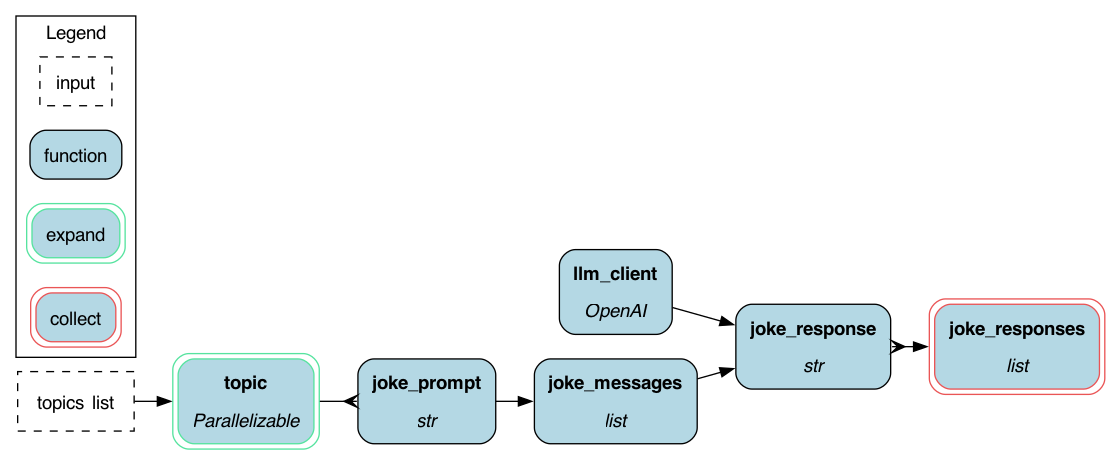 Legend
input
function
expand
collect
topics list
topic
Parallelizable
joke_prompt
str
joke_messages
list
llm_client
OpenAI
joke_response
str
joke_responses
list